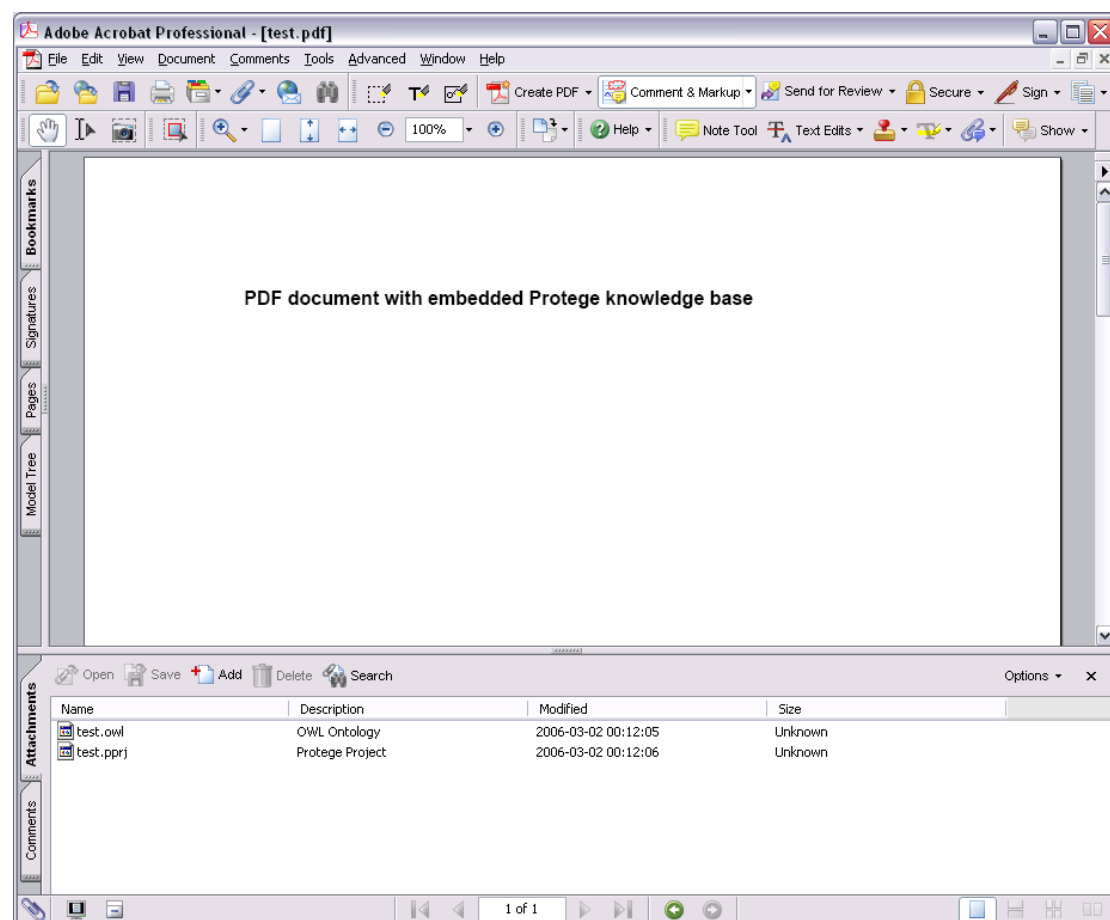 Adobe Acrobat Professional - [test.pdf]
File Edit View Document Comments Tools Advanced Window Help
Create PDF Comment & Markup Send for Review Secure Sign
100% Help Note Tool Text Edits Show
Bookmarks
Signatures
Pages
Model Tree
PDF document with embedded Protege knowledge base
Open Save Add Delete Search Options
Attachments
Comments
Name Description Modified Size
test.owl OWL Ontology 2006-03-02 00:12:05 Unknown
test.pprj Protege Project 2006-03-02 00:12:06 Unknown
1 of 1